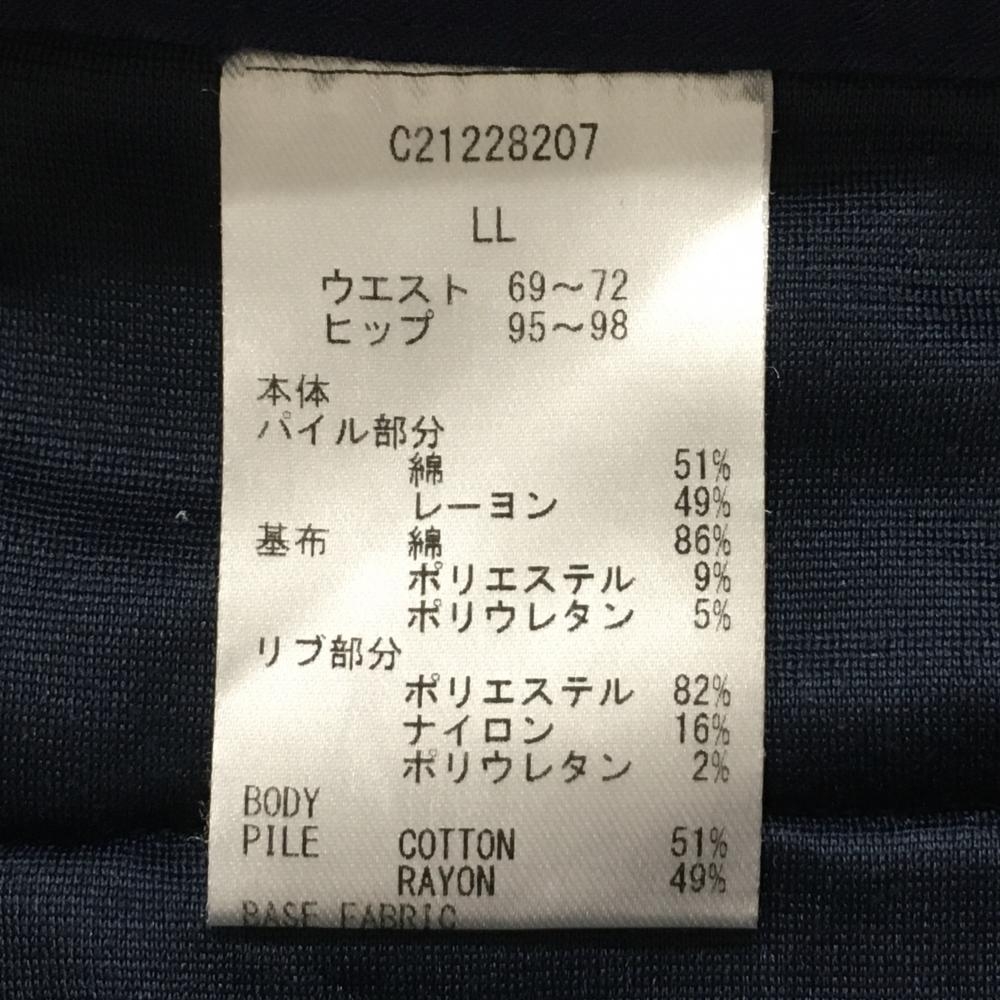 C21228207
LL
ウエスト 69～72
ヒップ 95～98
本体
パイル部分
綿 51%
レーヨン 49%
基布 綿 86%
ポリエステル 9%
ポリウレタン 5%
リブ部分
ポリエステル 82%
ナイロン 16%
ポリウレタン 2%
BODY
PILE COTTON 51%
RAYON 49%
BASE FABRIC